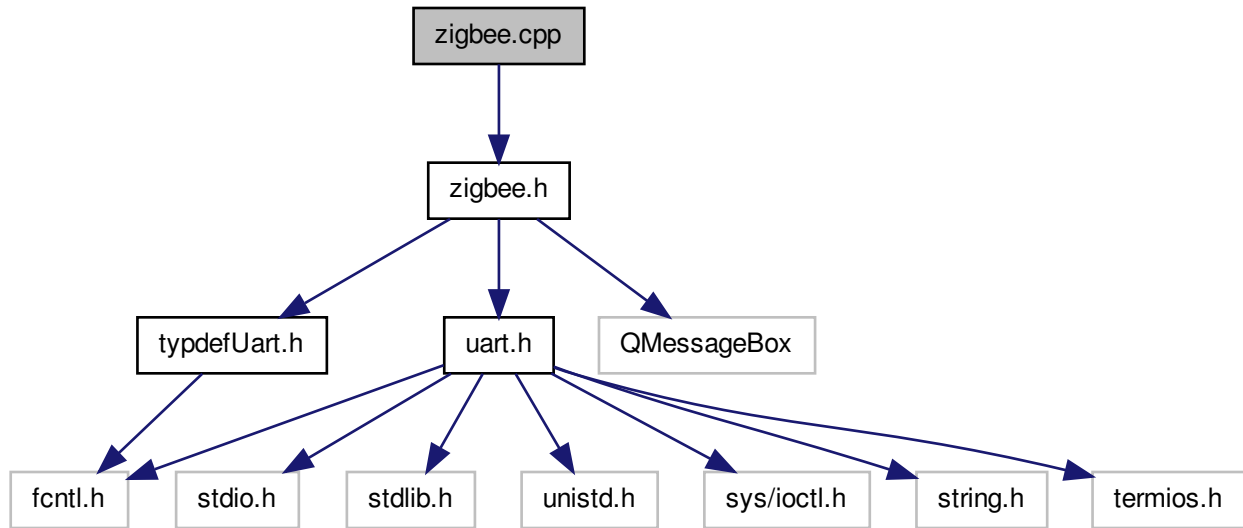 zigbee.cpp
zigbee.h
typdefUart.h
uart.h
QMessageBox
fcntl.h
stdio.h
stdlib.h
unistd.h
sys/ioctl.h
string.h
termios.h